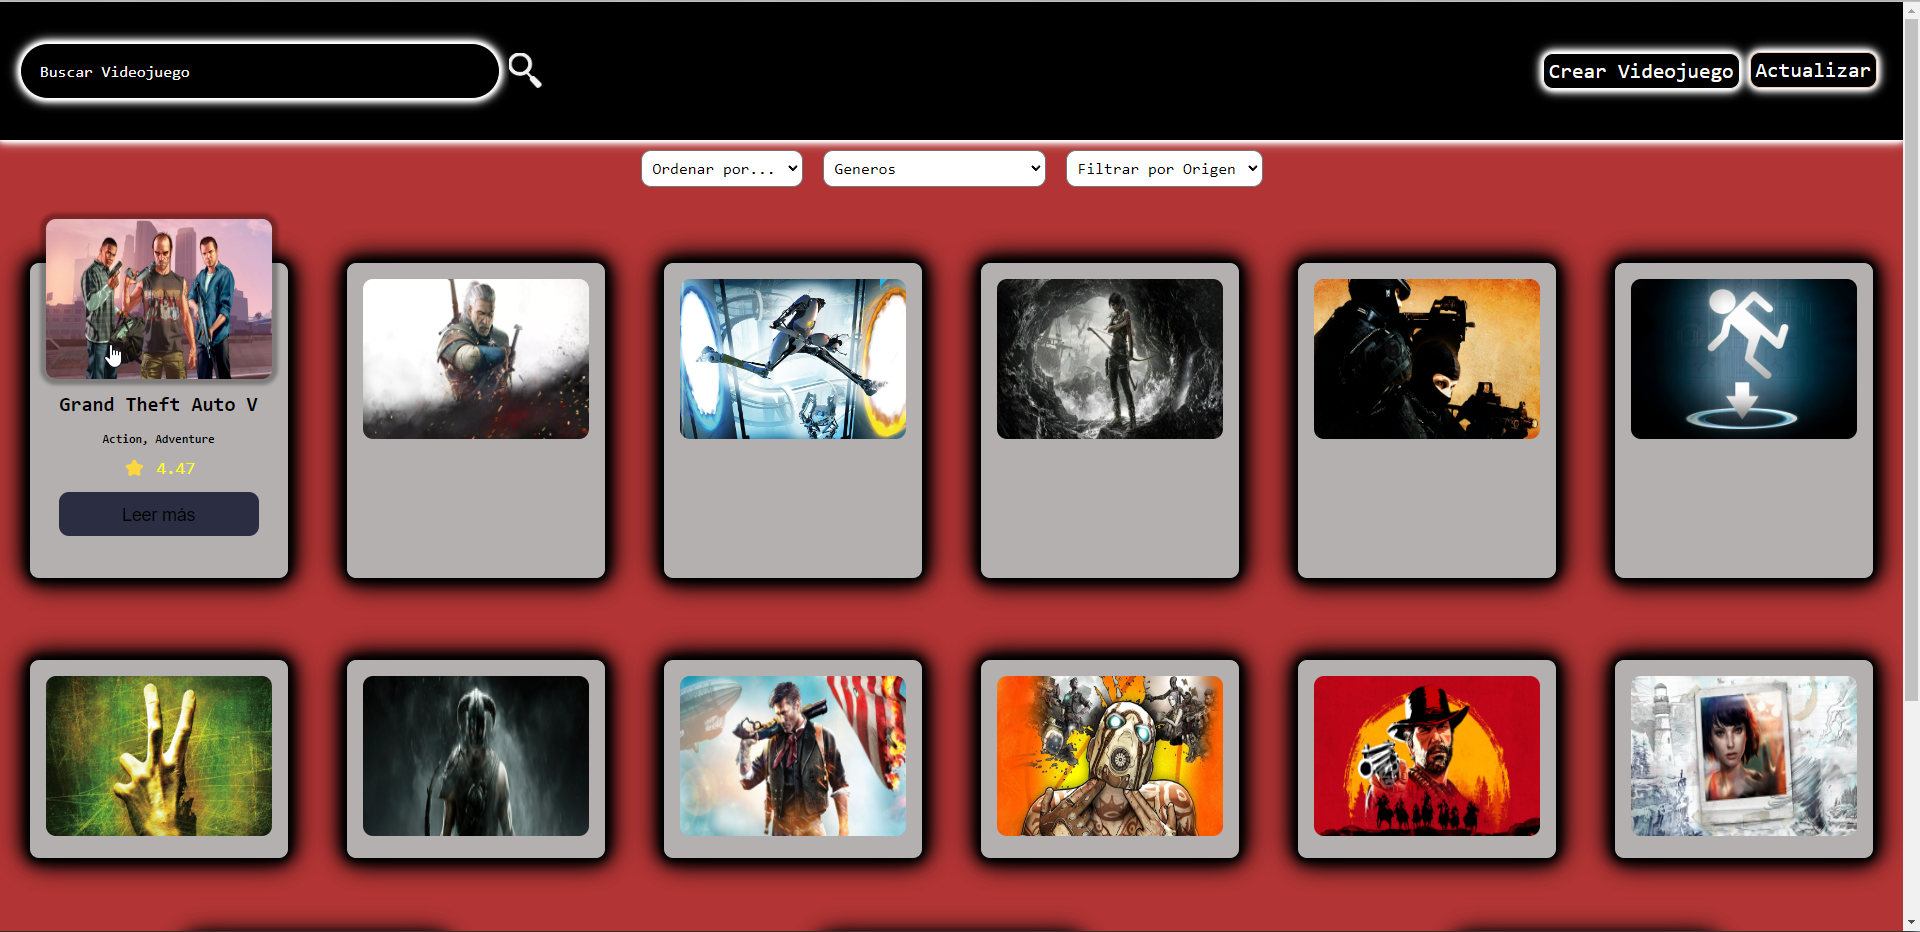 Buscar Videojuego
Crear Videojuego
Actualizar
Ordenar por...
Generos
Filtrar por Origen
Grand Theft Auto V
Action, Adventure
4.47
Leer más